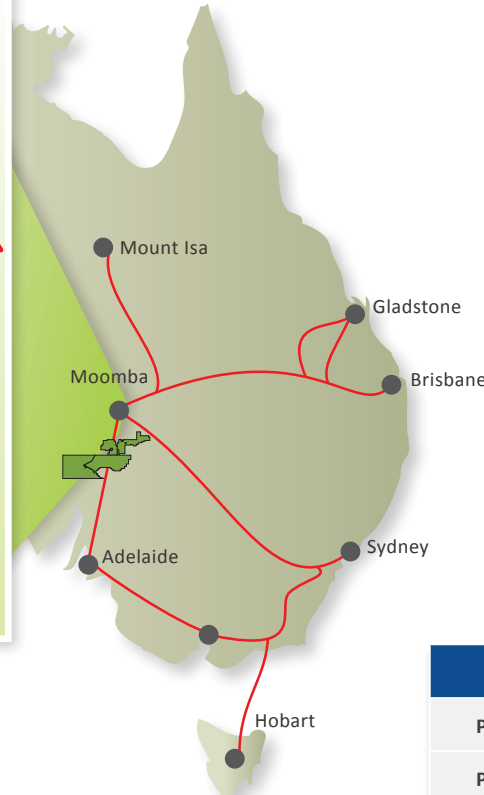 Mount Isa
Gladstone
Moomba
Brisbane
Sydney
Adelaide
Hobart
P
P